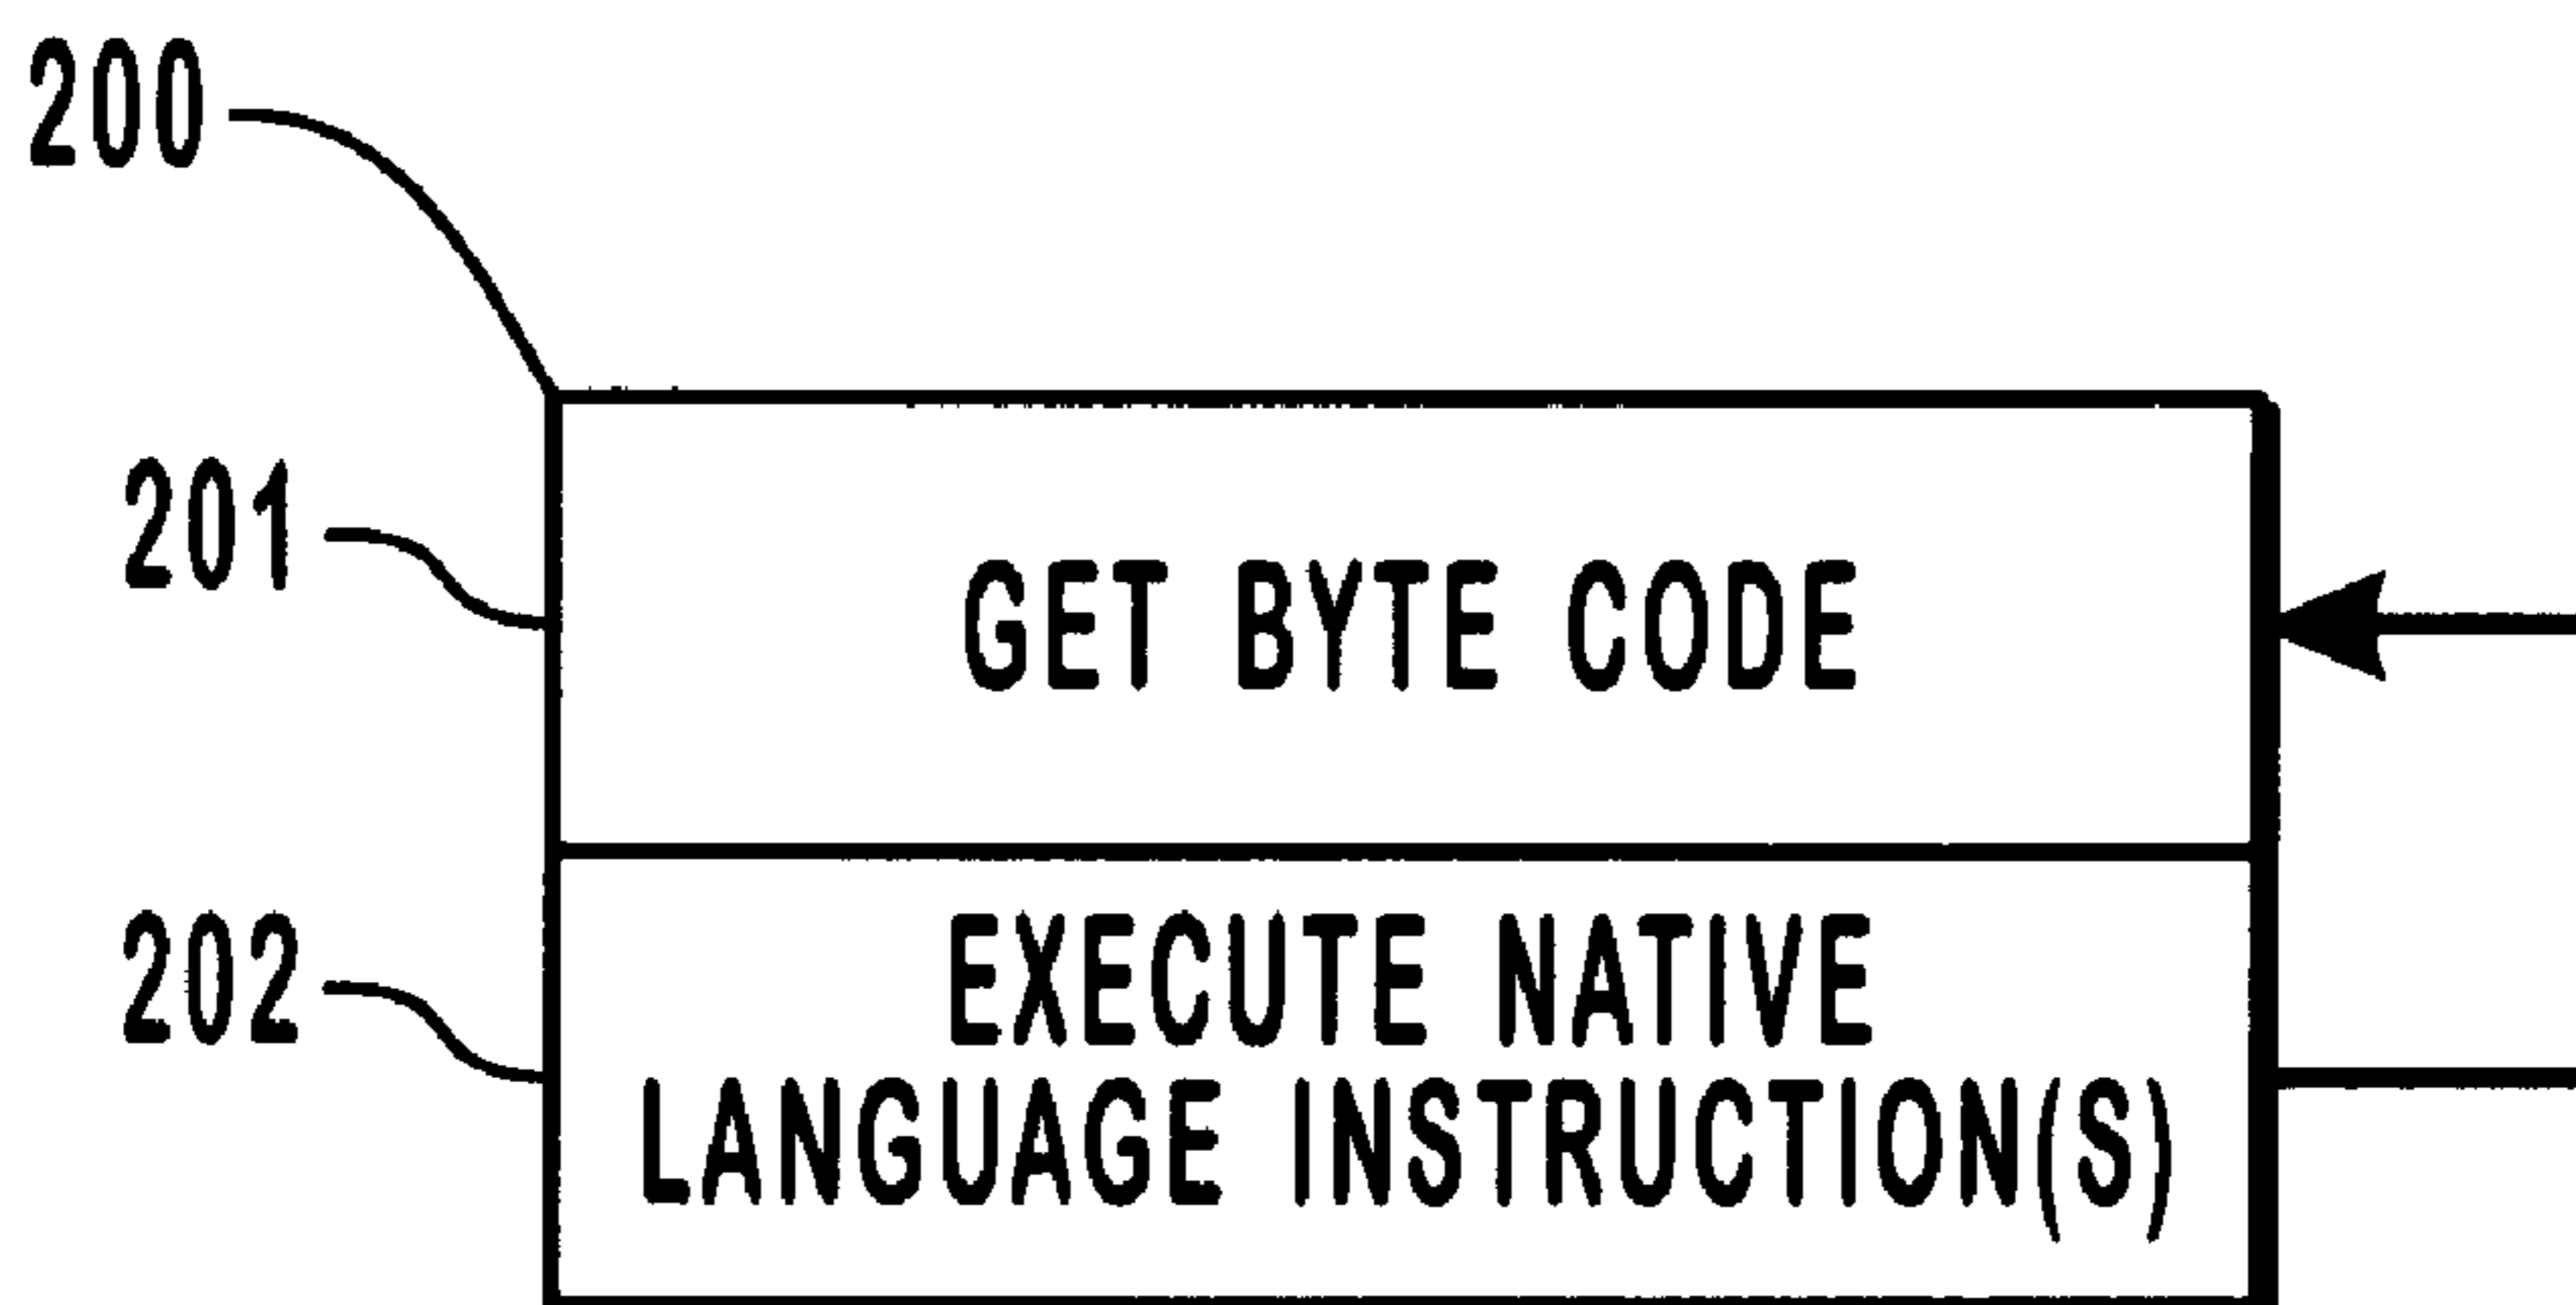 200
201
GET BYTE CODE
202
EXECUTE NATIVE
LANGUAGE INSTRUCTION(S)